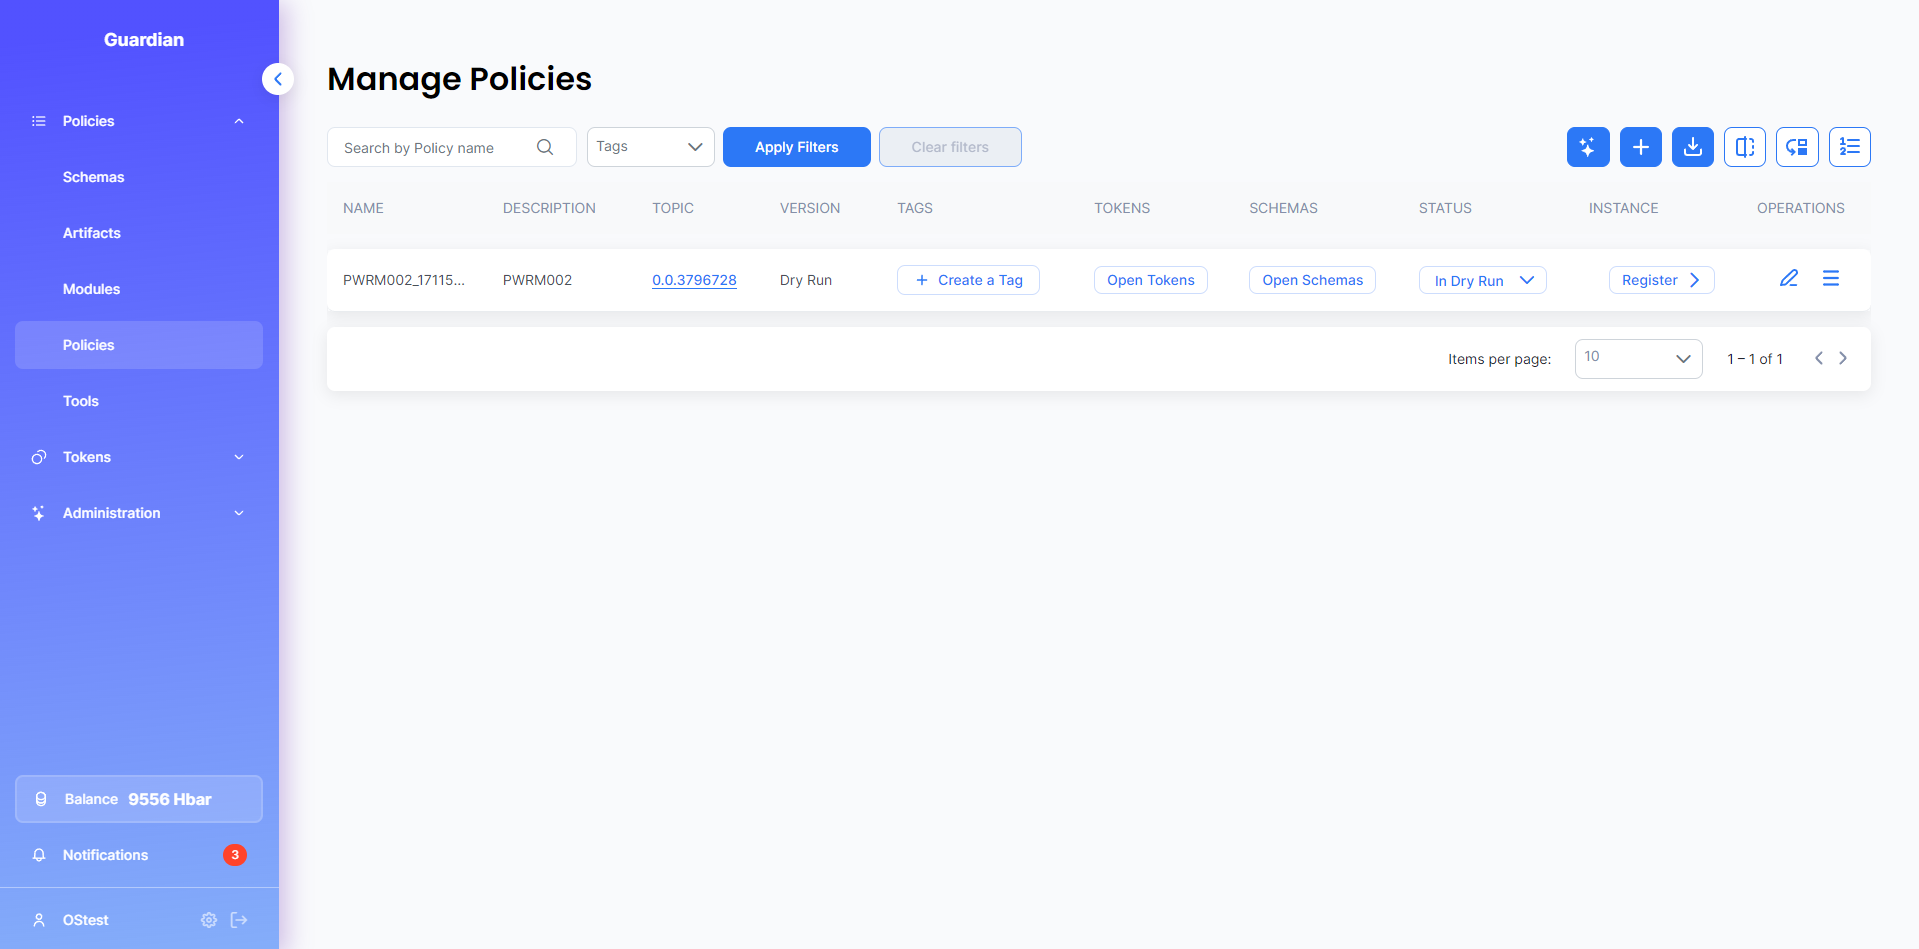 Guardian
Policies
Schemas
Artifacts
Modules
Policies
Tools
Tokens
Administration
Balance 9556 Hbar
Notifications 3
OStest
Manage Policies
Search by Policy name Tags Apply Filters Clear filters
NAME DESCRIPTION TOPIC VERSION TAGS TOKENS SCHEMAS STATUS INSTANCE OPERATIONS
PWRM002_17115... PWRM002 0.0.3796728 Dry Run + Create a Tag Open Tokens Open Schemas In Dry Run Register
Items per page: 10 1 – 1 of 1